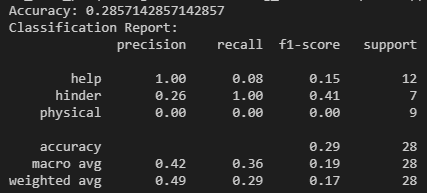 Accuracy: 0.2857142857142857
Classification Report:
precision recall f1-score support
help 1.00 0.08 0.15 12
hinder 0.26 1.00 0.41 7
physical 0.00 0.00 0.00 9
accuracy 0.29 28
macro avg 0.42 0.36 0.19 28
weighted avg 0.49 0.29 0.17 28